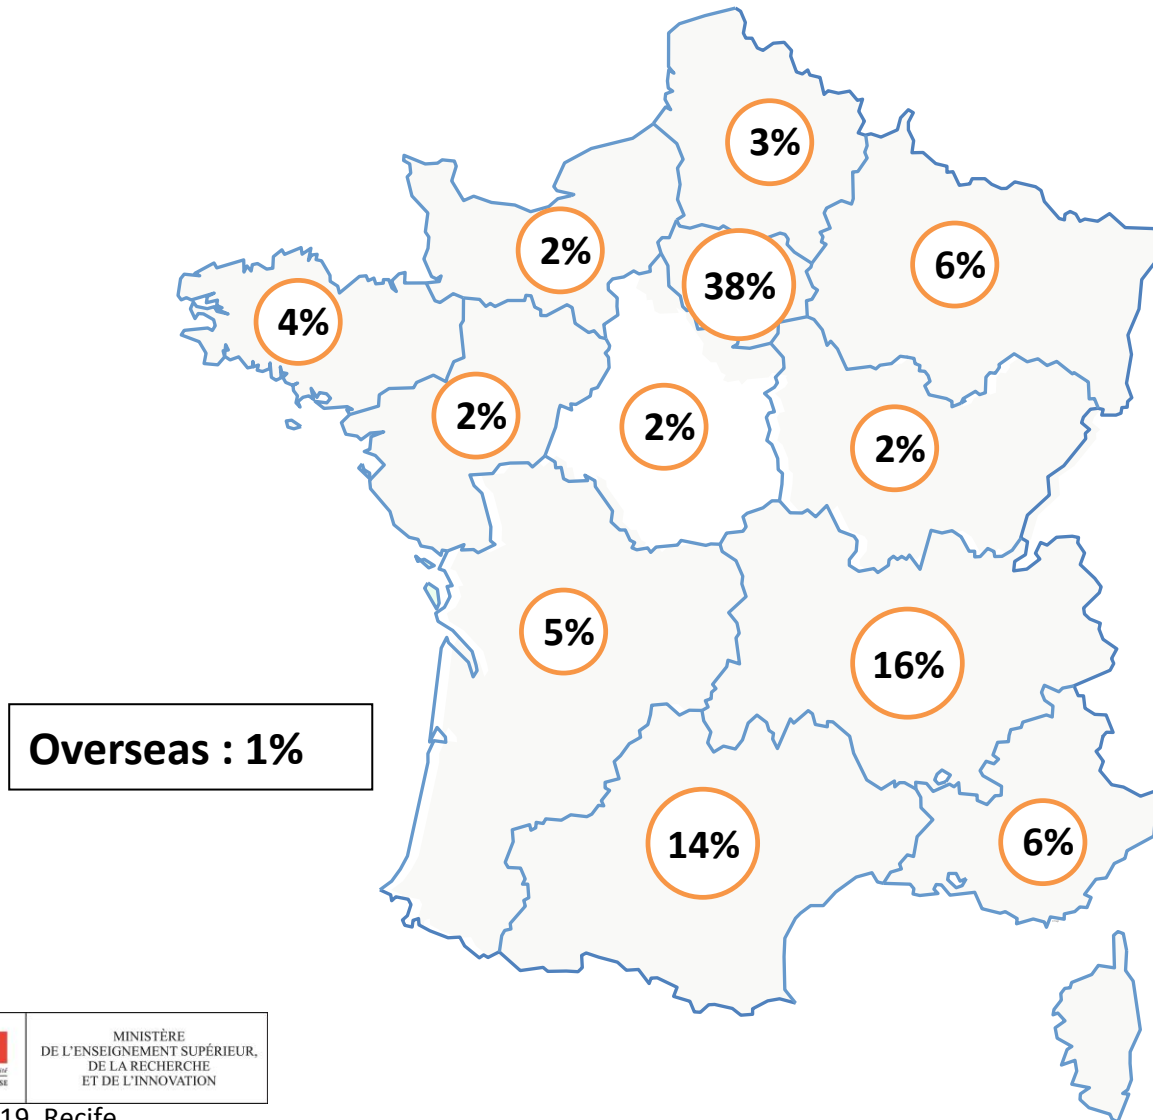 3%
2%
38%
6%
4%
2%
2%
2%
5%
16%
Overseas : 1%
14%
6%
MINISTÈRE
DE L'ENSEIGNEMENT SUPÉRIEUR,
DE LA RECHERCHE
ET DE L'INNOVATION
19, Recife